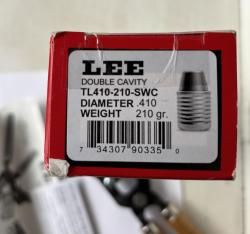 LEE
DOUBLE CAVITY
TL410-210-SWC
DIAMETER .410
WEIGHT 210 gr.
7 34307 90335 0